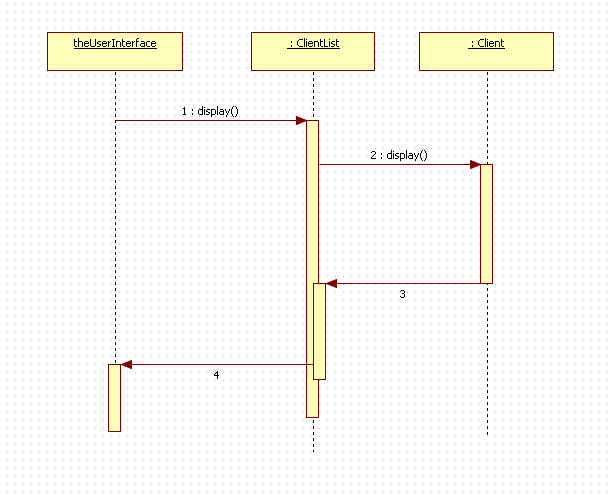 theUserInterface
: ClientList
: Client
1 : display()
2 : display()
3
4